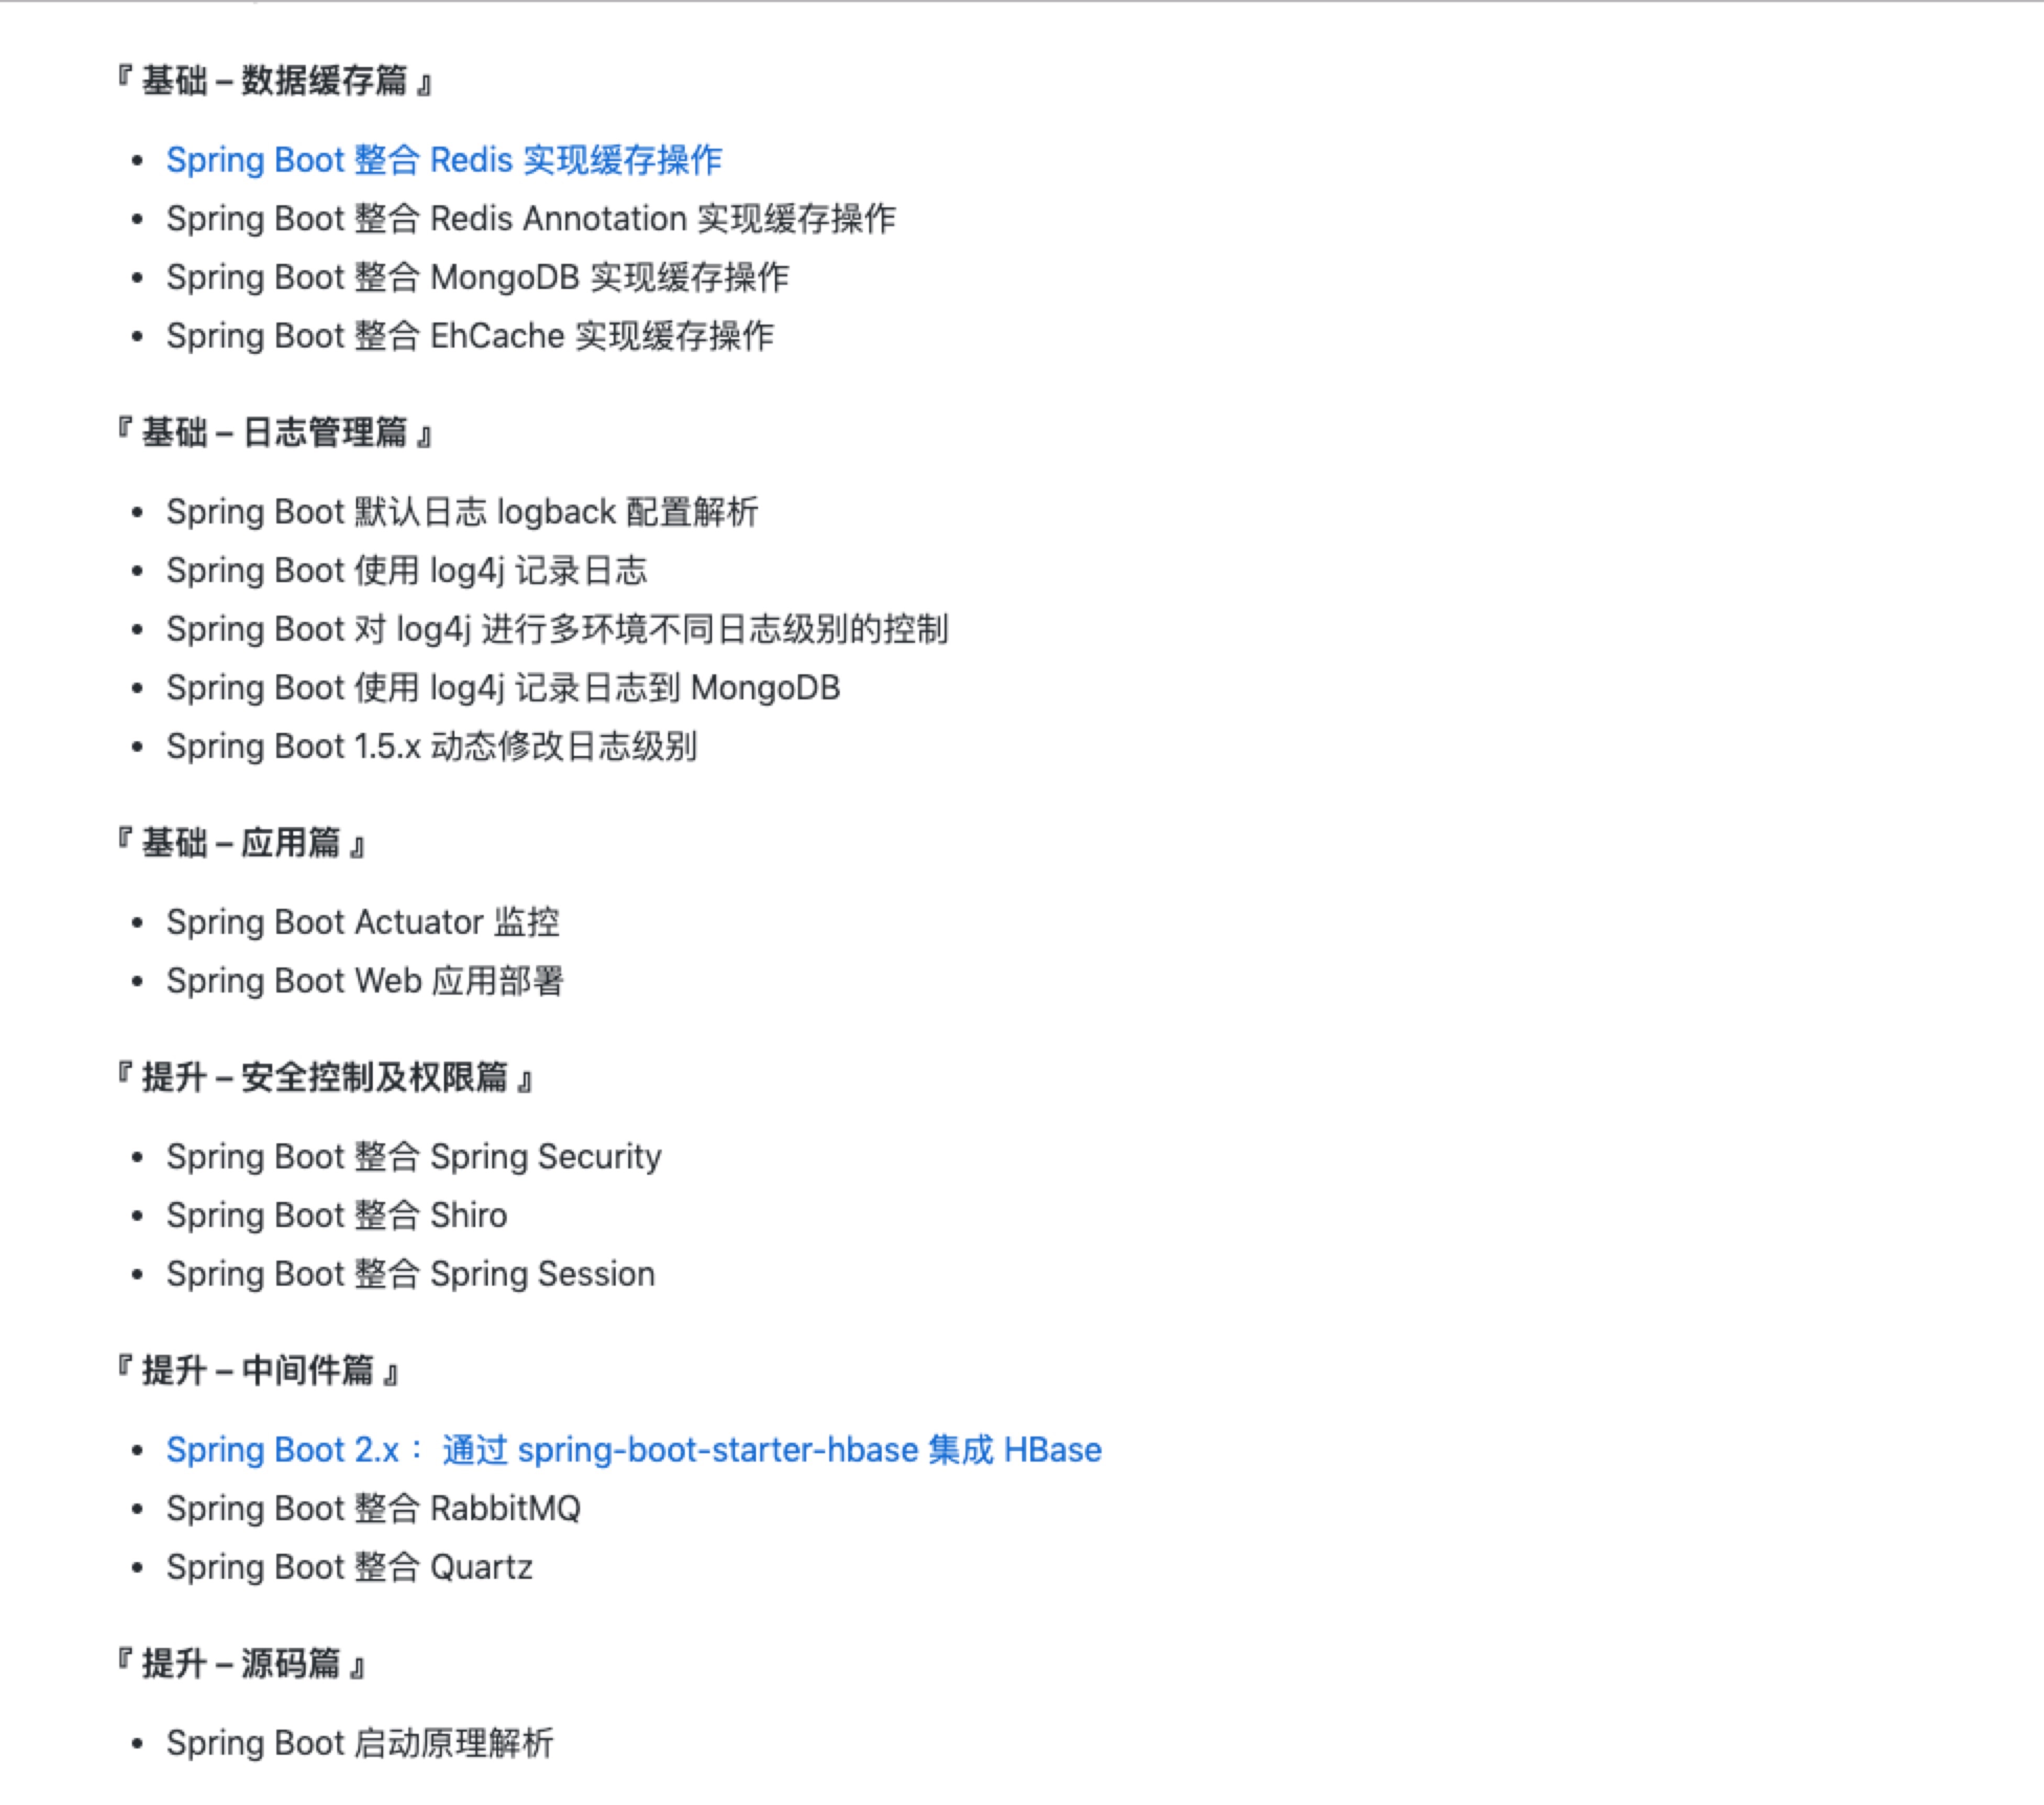 『 基础 – 数据缓存篇 』
• Spring Boot 整合 Redis 实现缓存操作
• Spring Boot 整合 Redis Annotation 实现缓存操作
• Spring Boot 整合 MongoDB 实现缓存操作
• Spring Boot 整合 EhCache 实现缓存操作
『 基础 – 日志管理篇 』
• Spring Boot 默认日志 logback 配置解析
• Spring Boot 使用 log4j 记录日志
• Spring Boot 对 log4j 进行多环境不同日志级别的控制
• Spring Boot 使用 log4j 记录日志到 MongoDB
• Spring Boot 1.5.x 动态修改日志级别
『 基础 – 应用篇 』
• Spring Boot Actuator 监控
• Spring Boot Web 应用部署
『 提升 – 安全控制及权限篇 』
• Spring Boot 整合 Spring Security
• Spring Boot 整合 Shiro
• Spring Boot 整合 Spring Session
『 提升 – 中间件篇 』
• Spring Boot 2.x： 通过 spring-boot-starter-hbase 集成 HBase
• Spring Boot 整合 RabbitMQ
• Spring Boot 整合 Quartz
『 提升 – 源码篇 』
• Spring Boot 启动原理解析